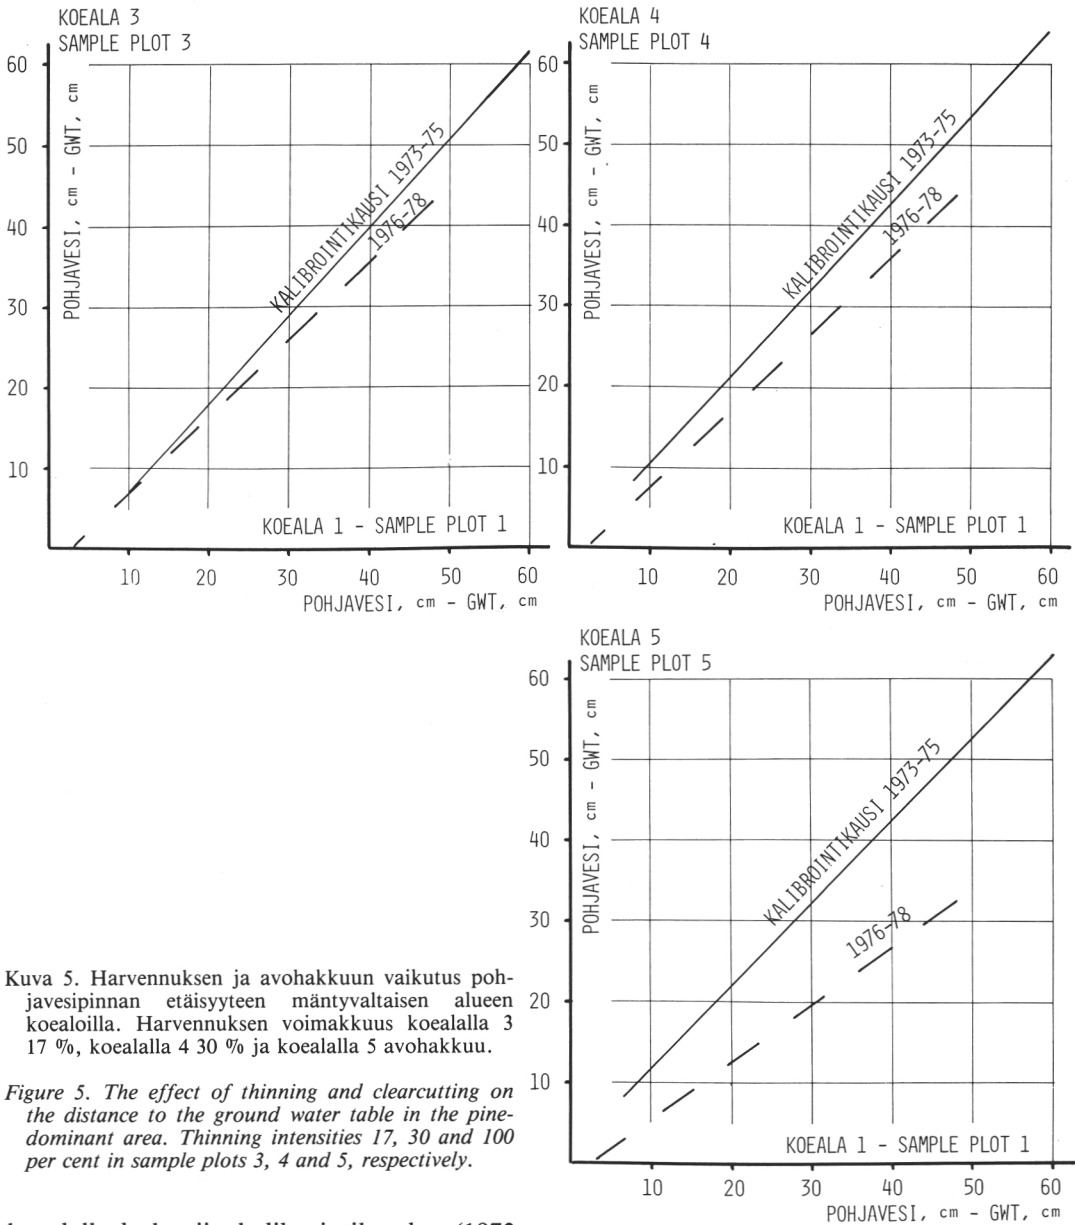 KOEALA 3
SAMPLE PLOT 3
60
50
40
30
20
10
POHJAVESI, cm - GWT, cm
KALIBROINTIKAUSI 1973-75
1976-78
KOEALA 1 - SAMPLE PLOT 1
10 20 30 40 50 60
POHJAVESI, cm - GWT, cm
KOEALA 4
SAMPLE PLOT 4
60
50
40
30
20
10
POHJAVESI, cm - GWT, cm
KALIBROINTIKAUSI 1973-75
1976-78
KOEALA 1 - SAMPLE PLOT 1
10 20 30 40 50 60
POHJAVESI, cm - GWT, cm
KOEALA 5
SAMPLE PLOT 5
60
50
40
30
20
10
POHJAVESI, cm - GWT, cm
KALIBROINTIKAUSI 1973-75
1976-78
KOEALA 1 - SAMPLE PLOT 1
10 20 30 40 50 60
POHJAVESI, cm - GWT, cm
Kuva 5. Harvennuksen ja avohakkuun vaikutus poh-
javesipinnan etäisyyteen mäntyvaltaisen alueen
koealoilla. Harvennuksen voimakkuus koealalla 3
17 %, koealalla 4 30 % ja koealalla 5 avohakkuu.
Figure 5. The effect of thinning and clearcutting on
the distance to the ground water table in the pine-
dominant area. Thinning intensities 17, 30 and 100
per cent in sample plots 3, 4 and 5, respectively.